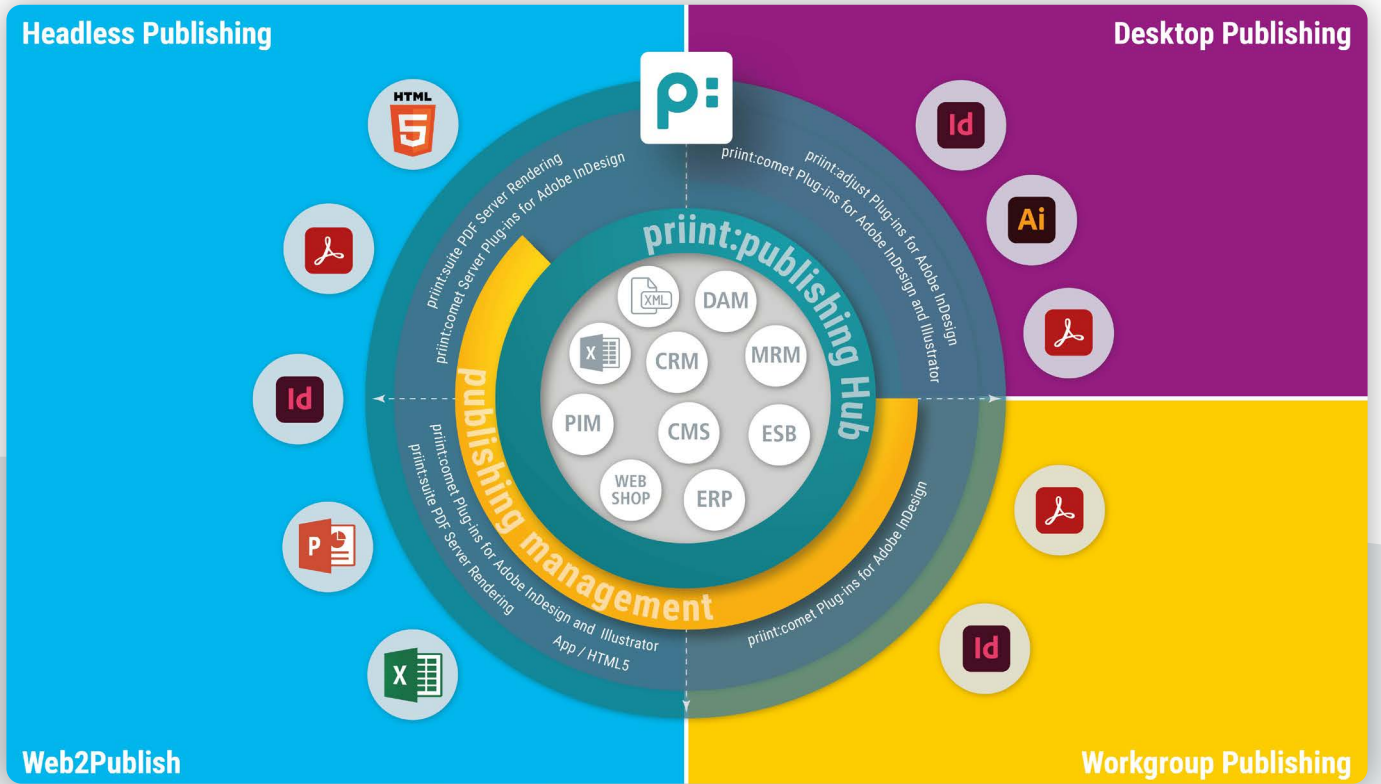 Headless Publishing
Desktop Publishing
p:
HTML
5
Id
Ai
priint:suite PDF Server Rendering
priint:comet Server Plug-ins for Adobe InDesign
priint:adjust Plug-ins for Adobe InDesign
priint:comet Plug-ins for Adobe InDesign and Illustrator
priint:publishing Hub
XML
DAM
X
CRM
MRM
PIM
CMS
ESB
WEB
SHOP
ERP
Id
publishing management
priint:comet Plug-ins for Adobe InDesign and Illustrator
priint:suite PDF Server Rendering
App / HTML5
priint:comet Plug-ins for Adobe InDesign
P
X
Id
Web2Publish
Workgroup Publishing